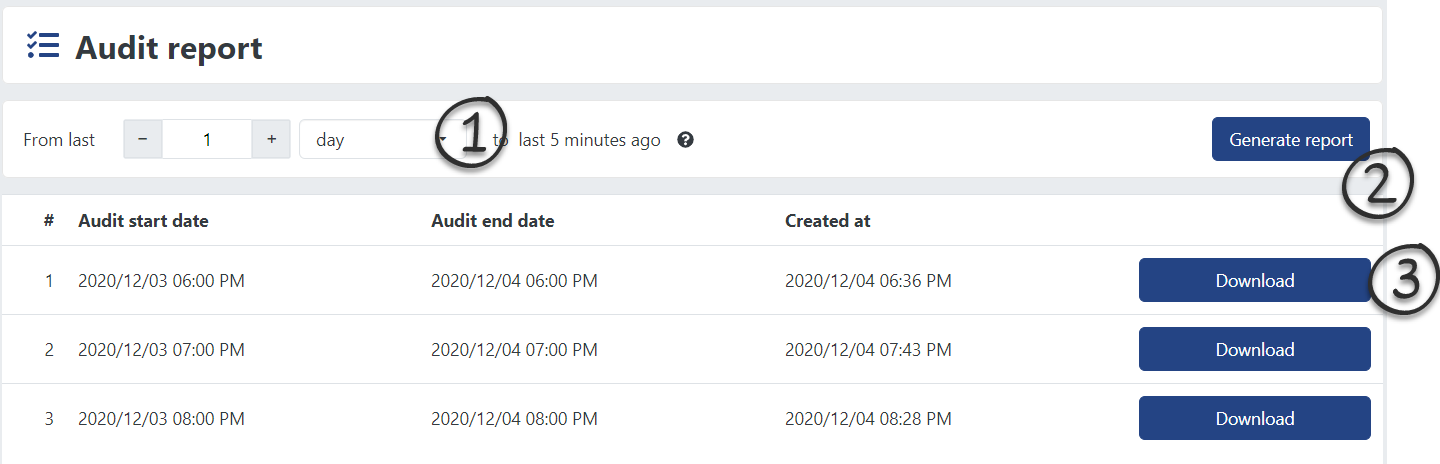 Audit report
From last − 1 + day 1 to last 5 minutes ago ? Generate report
2
# Audit start date Audit end date Created at
1 2020/12/03 06:00 PM 2020/12/04 06:00 PM 2020/12/04 06:36 PM Download 3
2 2020/12/03 07:00 PM 2020/12/04 07:00 PM 2020/12/04 07:43 PM Download
3 2020/12/03 08:00 PM 2020/12/04 08:00 PM 2020/12/04 08:28 PM Download